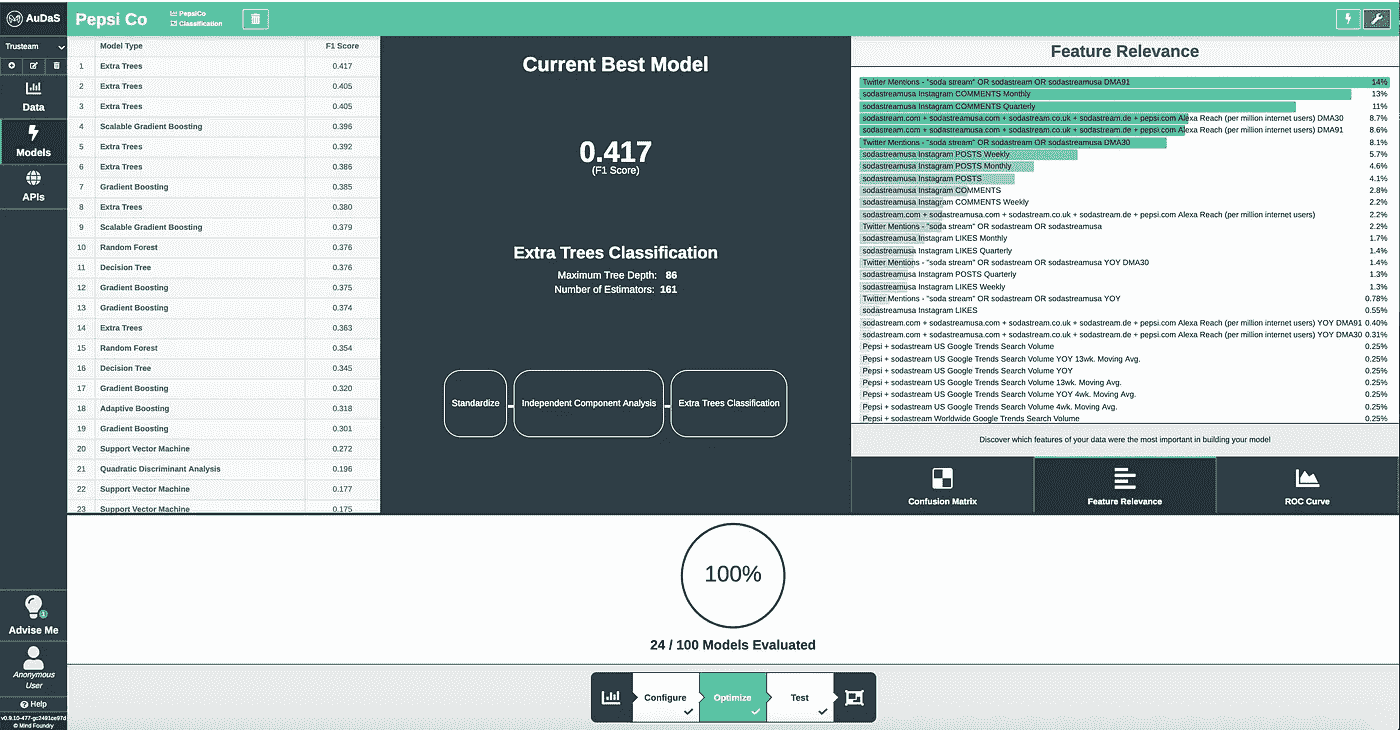 AuDaS
Pepsi Co
PepsiCo
Classification
Trusteam
Data
Models
APIs
Advise Me
Anonymous
User
Help
v0.9.10-477-gc2491ce97d
© Mind Foundry
Model Type F1 Score
1 Extra Trees 0.417
2 Extra Trees 0.405
3 Extra Trees 0.405
4 Scalable Gradient Boosting 0.396
5 Extra Trees 0.392
6 Extra Trees 0.386
7 Gradient Boosting 0.385
8 Extra Trees 0.380
9 Scalable Gradient Boosting 0.379
10 Random Forest 0.376
11 Decision Tree 0.376
12 Gradient Boosting 0.375
13 Gradient Boosting 0.374
14 Extra Trees 0.363
15 Random Forest 0.354
16 Decision Tree 0.345
17 Gradient Boosting 0.320
18 Adaptive Boosting 0.318
19 Gradient Boosting 0.301
20 Support Vector Machine 0.272
21 Quadratic Discriminant Analysis 0.196
22 Support Vector Machine 0.177
23 Support Vector Machine 0.175
Current Best Model
0.417
(F1 Score)
Extra Trees Classification
Maximum Tree Depth: 86
Number of Estimators: 161
Standardize
Independent Component Analysis
Extra Trees Classification
Feature Relevance
Twitter Mentions - "soda stream" OR sodastream OR sodastreamusa DMA91 14%
sodastreamusa Instagram COMMENTS Monthly 13%
sodastreamusa Instagram COMMENTS Quarterly 11%
sodastream.com + sodastreamusa.com + sodastream.co.uk + sodastream.de + pepsi.com Alexa Reach (per million internet users) DMA30 8.7%
sodastream.com + sodastreamusa.com + sodastream.co.uk + sodastream.de + pepsi.com Alexa Reach (per million internet users) DMA91 8.6%
Twitter Mentions - "soda stream" OR sodastream OR sodastreamusa DMA30 8.1%
sodastreamusa Instagram POSTS Weekly 5.7%
sodastreamusa Instagram POSTS Monthly 4.6%
sodastreamusa Instagram POSTS 4.1%
sodastreamusa Instagram COMMENTS 2.8%
sodastreamusa Instagram COMMENTS Weekly 2.2%
sodastream.com + sodastreamusa.com + sodastream.co.uk + sodastream.de + pepsi.com Alexa Reach (per million internet users) 2.2%
Twitter Mentions - "soda stream" OR sodastream OR sodastreamusa 2.2%
sodastreamusa Instagram LIKES Monthly 1.7%
sodastreamusa Instagram LIKES Quarterly 1.4%
Twitter Mentions - "soda stream" OR sodastream OR sodastreamusa YOY DMA30 1.4%
sodastreamusa Instagram POSTS Quarterly 1.3%
sodastreamusa Instagram LIKES Weekly 1.3%
Twitter Mentions - "soda stream" OR sodastream OR sodastreamusa YOY 0.78%
sodastreamusa Instagram LIKES 0.55%
sodastream.com + sodastreamusa.com + sodastream.co.uk + sodastream.de + pepsi.com Alexa Reach (per million internet users) YOY DMA91 0.40%
sodastream.com + sodastreamusa.com + sodastream.co.uk + sodastream.de + pepsi.com Alexa Reach (per million internet users) YOY DMA30 0.31%
Pepsi + sodastream US Google Trends Search Volume 0.25%
Pepsi + sodastream US Google Trends Search Volume YOY 13wk. Moving Avg. 0.25%
Pepsi + sodastream US Google Trends Search Volume YOY 0.25%
Pepsi + sodastream US Google Trends Search Volume 13wk. Moving Avg. 0.25%
Pepsi + sodastream US Google Trends Search Volume YOY 4wk. Moving Avg. 0.25%
Pepsi + sodastream US Google Trends Search Volume 4wk. Moving Avg. 0.25%
Pepsi + sodastream Worldwide Google Trends Search Volume 0.25%
Discover which features of your data were the most important in building your model
Confusion Matrix
Feature Relevance
ROC Curve
100%
24 / 100 Models Evaluated
Configure
Optimize
Test